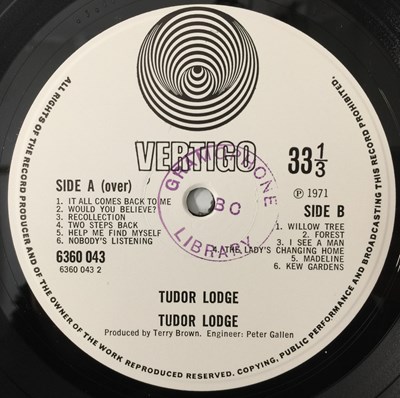 ALL RIGHTS OF THE RECORD PRODUCER AND OF THE OWNER OF THE WORK REPRODUCED RESERVED. COPYING, PUBLIC PERFORMANCE AND BROADCASTING THIS RECORD PROHIBITED.
VERTIGO
33 1/3
SIDE A (over)
1. IT ALL COMES BACK TO ME
2. WOULD YOU BELIEVE?
3. RECOLLECTION
4. TWO STEPS BACK
5. HELP ME FIND MYSELF
6. NOBODY'S LISTENING
6360 043
6360 043 2
Ⓟ 1971
SIDE B
1. WILLOW TREE
2. FOREST
3. I SEE A MAN
4. THE LADY'S CHANGING HOME
5. MADELINE
6. KEW GARDENS
LIBRARY
TUDOR LODGE
TUDOR LODGE
Produced by Terry Brown. Engineer: Peter Gallen